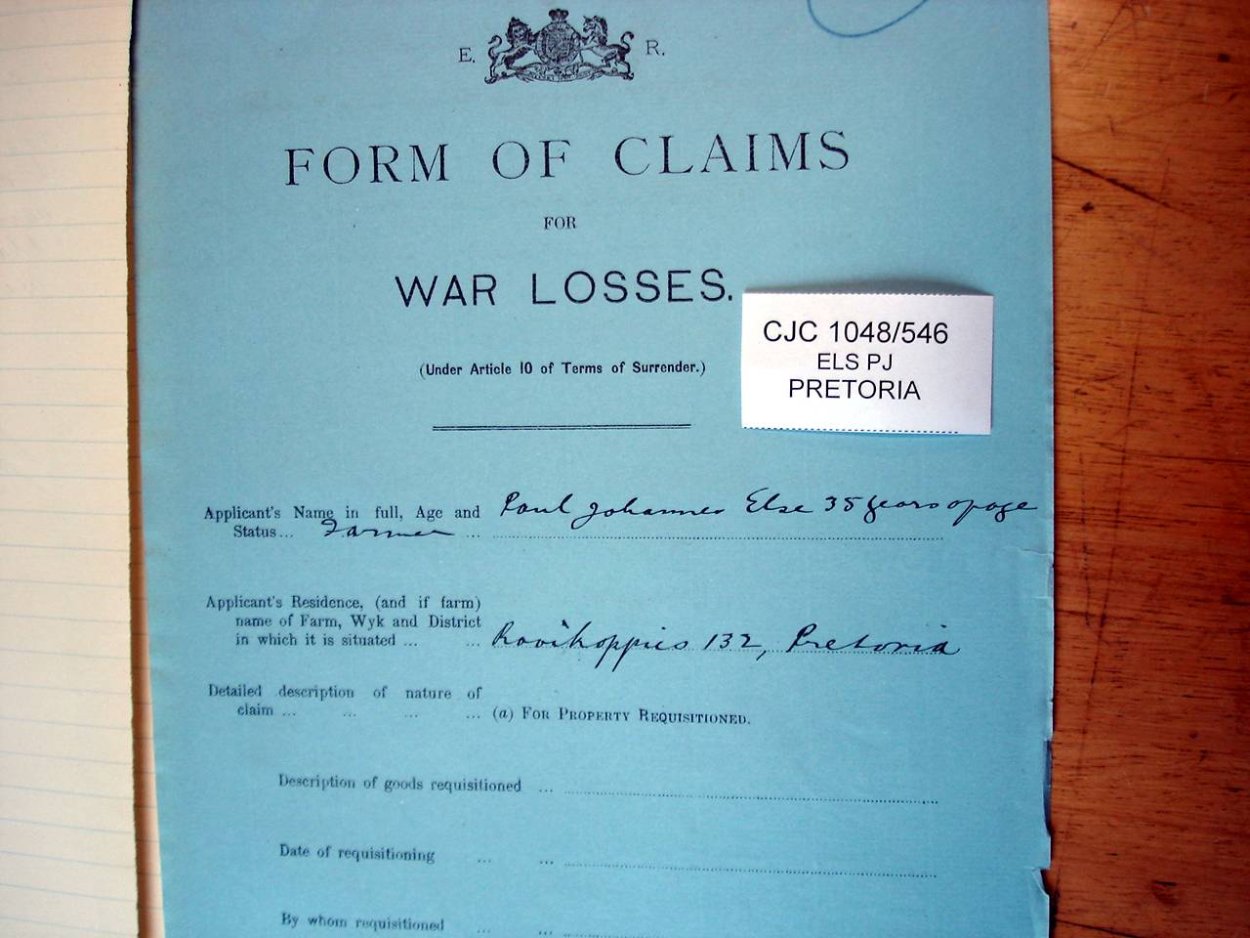 E. R.
FORM OF CLAIMS
FOR
WAR LOSSES.
(Under Article 10 of Terms of Surrender.)
CJC 1048/546
ELS PJ
PRETORIA
Applicant's Name in full, Age and Paul Johannes Else 35 years of age
Status... Farmer ...
Applicant's Residence, (and if farm)
name of Farm, Wyk and District
in which it is situated ... ... Rooikoppies 132, Pretoria
Detailed description of nature of
claim ... ... ... ... (a) FOR PROPERTY REQUISITIONED.
Description of goods requisitioned ...
Date of requisitioning ... ...
By whom requisitioned ... ...